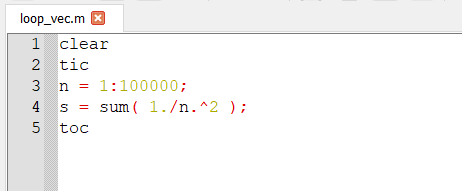 loop_vec.m
1 clear
2 tic
3 n = 1:100000;
4 s = sum( 1./n.^2 );
5 toc